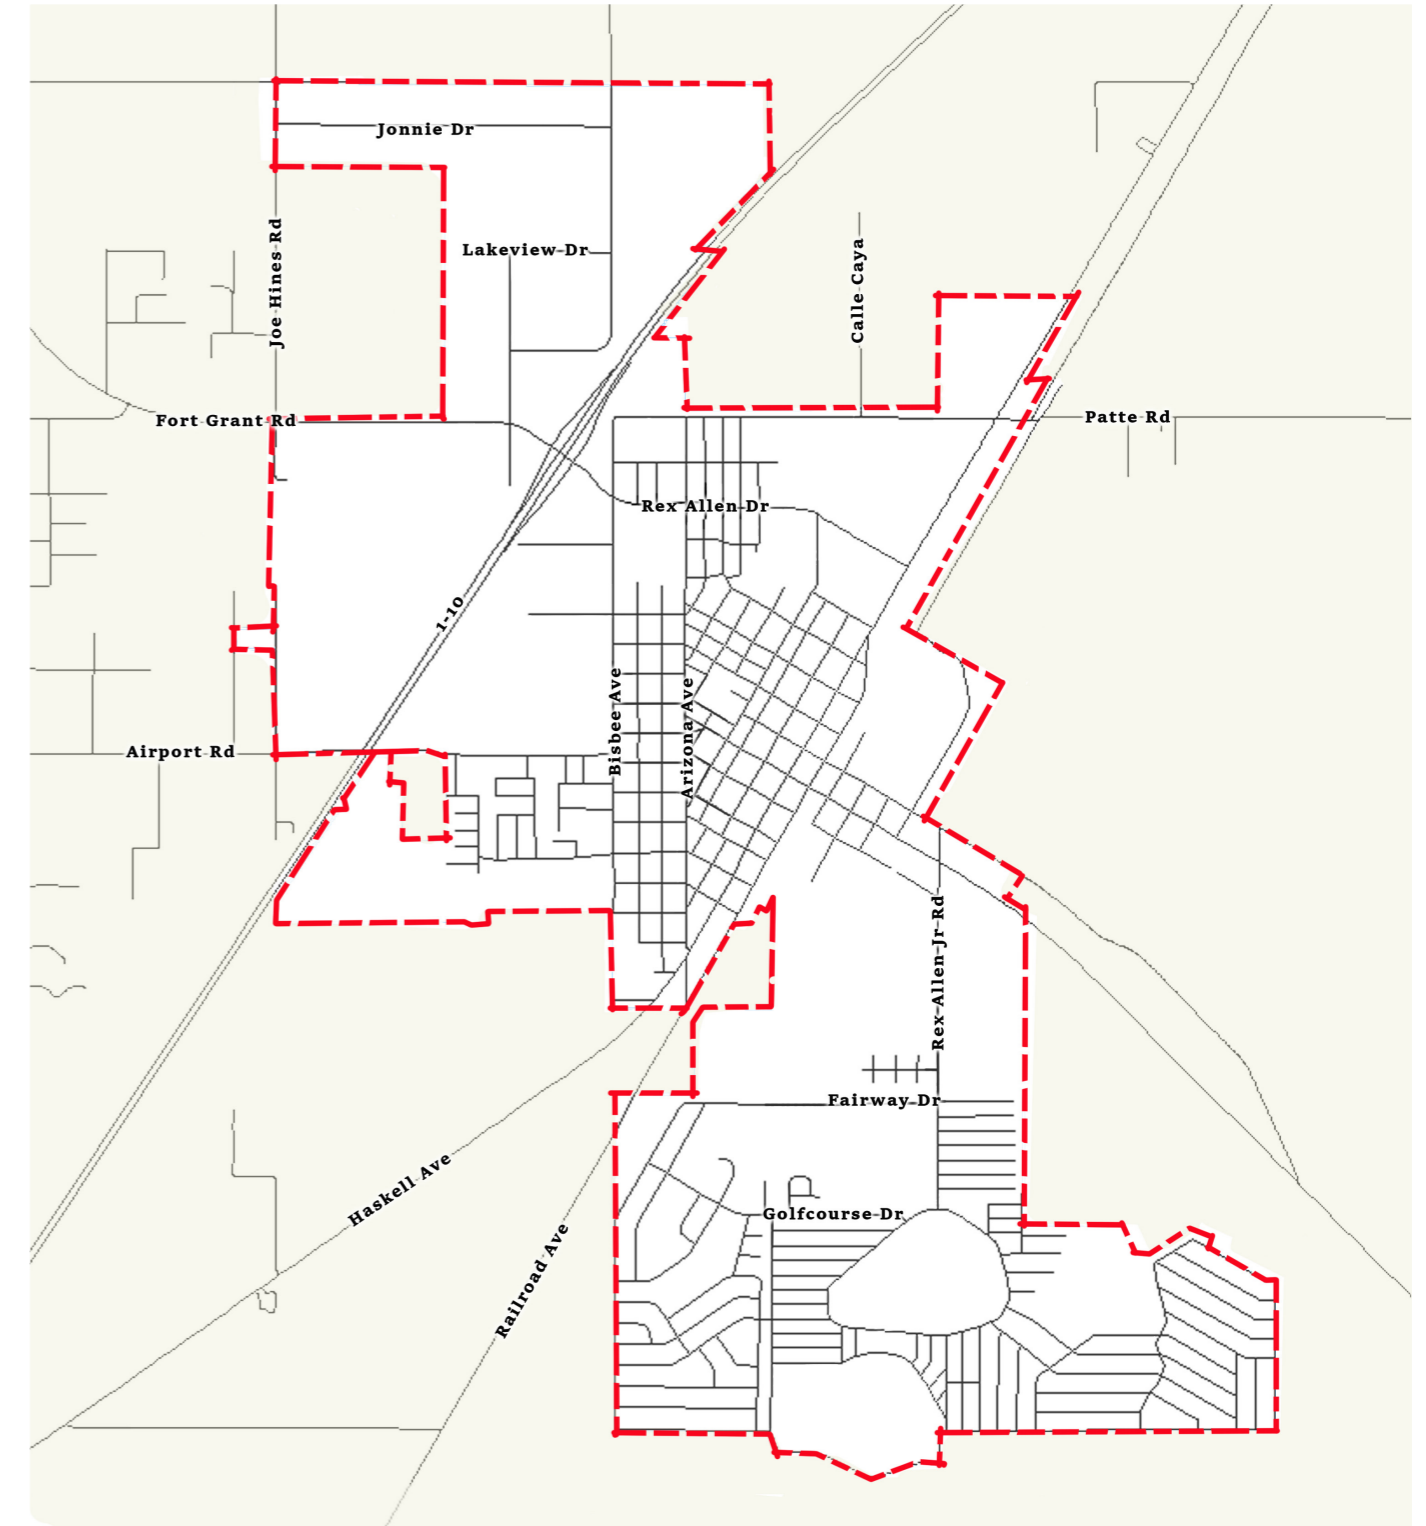 Jonnie Dr
Joe Hines Rd
Lakeview Dr
Calle Caya
Fort Grant Rd
Patte Rd
Rex Allen Dr
1-10
Bisbee Ave
Arizona Ave
Airport Rd
Rex Allen Jr Rd
Fairway Dr
Haskell Ave
Golfcourse Dr
Railroad Ave